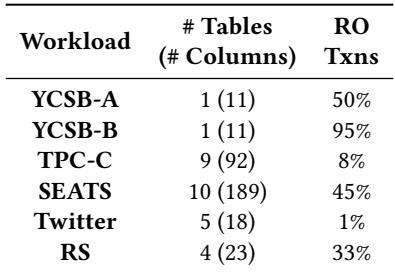 Workload # Tables (# Columns) RO Txns
YCSB-A 1 (11) 50%
YCSB-B 1 (11) 95%
TPC-C 9 (92) 8%
SEATS 10 (189) 45%
Twitter 5 (18) 1%
RS 4 (23) 33%